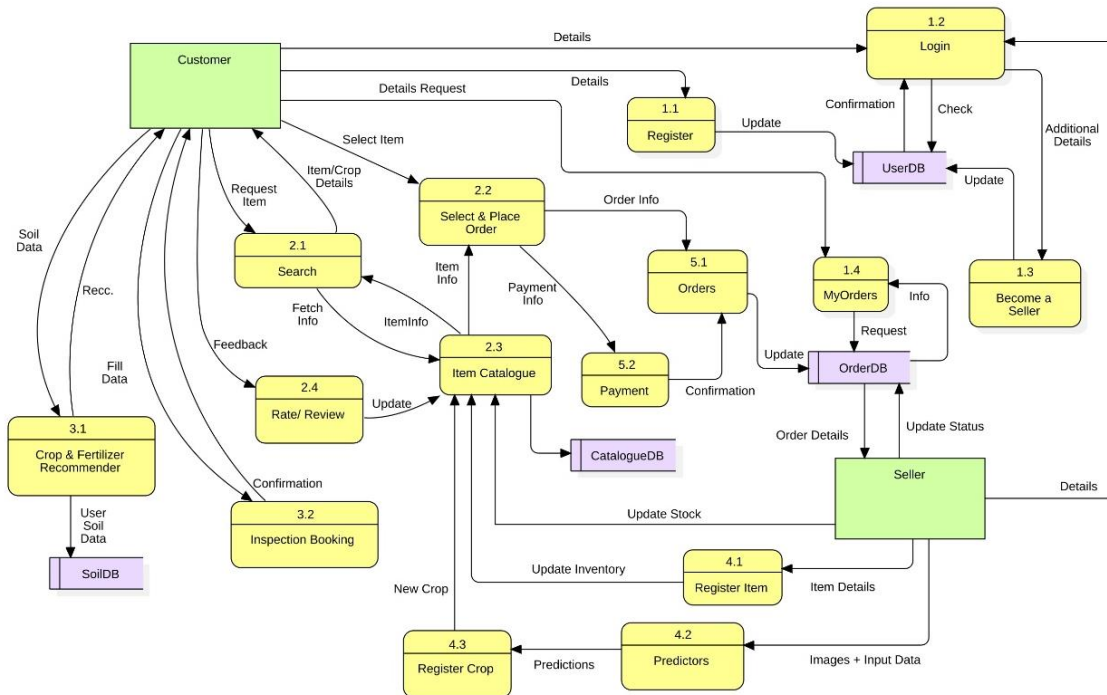 1.2
Login
Customer
Details
Details
Details Request
1.1
Register
Confirmation
Check
Update
Additional
Details
UserDB
Update
Select Item
Item/Crop
Details
Request
Item
2.2
Select & Place
Order
Order Info
Soil
Data
2.1
Search
Item
Info
5.1
Orders
1.4
MyOrders
Info
1.3
Become a
Seller
Recc.
Fetch
Info
ItemInfo
Payment
Info
Request
Feedback
2.3
Item Catalogue
5.2
Payment
Update
OrderDB
Fill
Data
2.4
Rate/ Review
Update
Confirmation
3.1
Crop & Fertilizer
Recommender
Order Details
Update Status
CatalogueDB
Confirmation
Seller
Details
User
Soil
Data
3.2
Inspection Booking
Update Stock
SoilDB
4.1
Register Item
Update Inventory
Item Details
New Crop
4.3
Register Crop
Predictions
4.2
Predictors
Images + Input Data